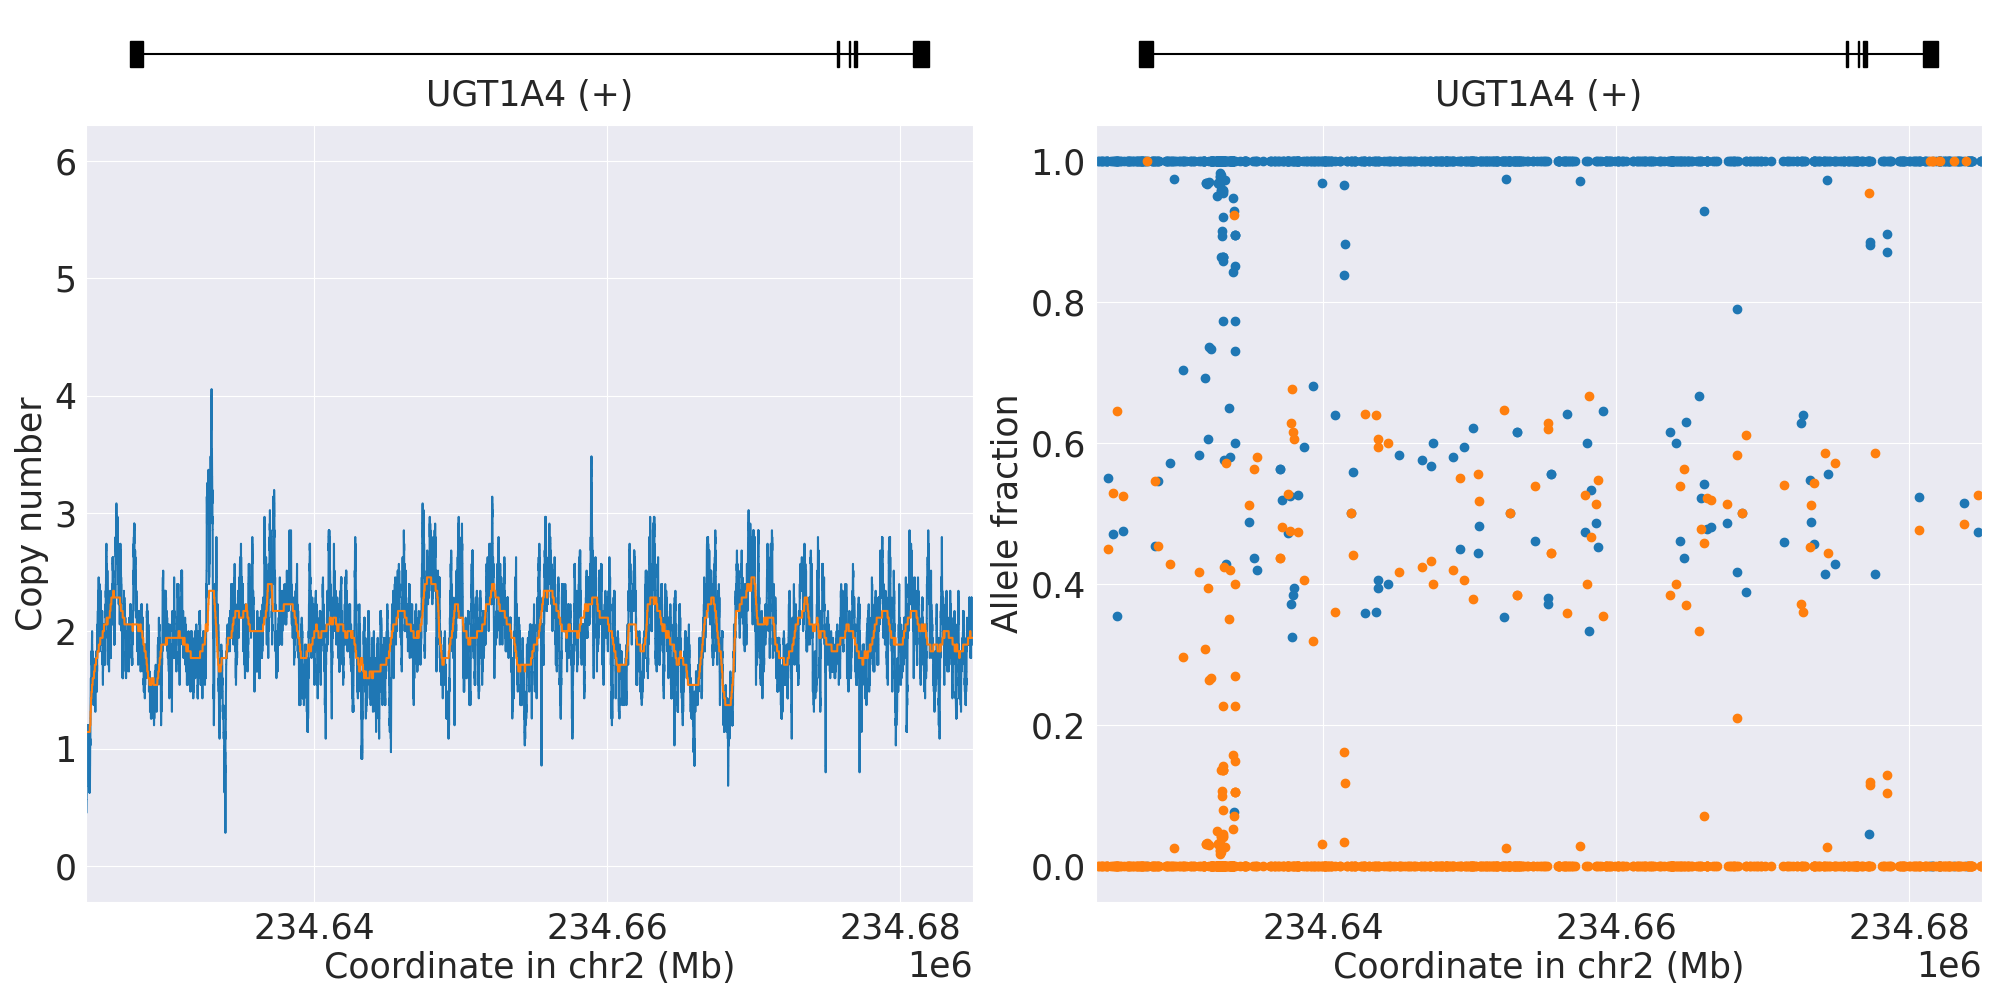 UGT1A4 (+)
6
5
4
3
2
1
0
Copy number
234.64
234.66
234.68
Coordinate in chr2 (Mb)
1e6
UGT1A4 (+)
1.0
0.8
0.6
0.4
0.2
0.0
Allele fraction
234.64
234.66
234.68
Coordinate in chr2 (Mb)
1e6